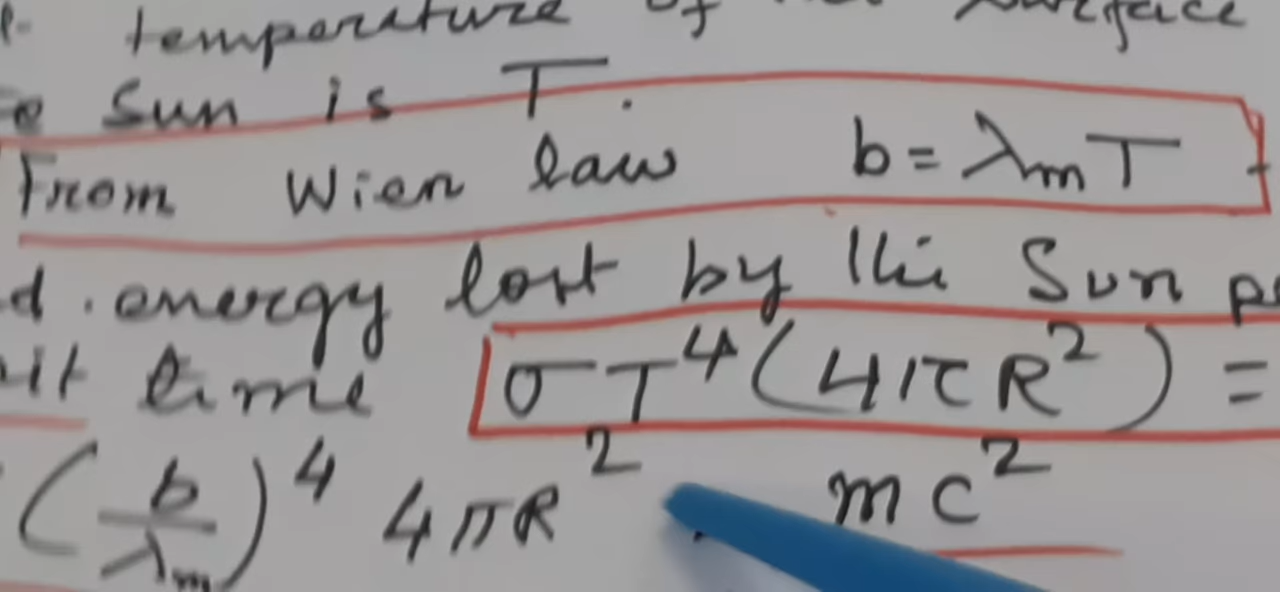 temperature of surface
Sun is T.
From Wien law b = λₘT
d. energy lost by the Sun
time σT⁴(4πR²) =
(b/λₘ)⁴ 4πR² mc²